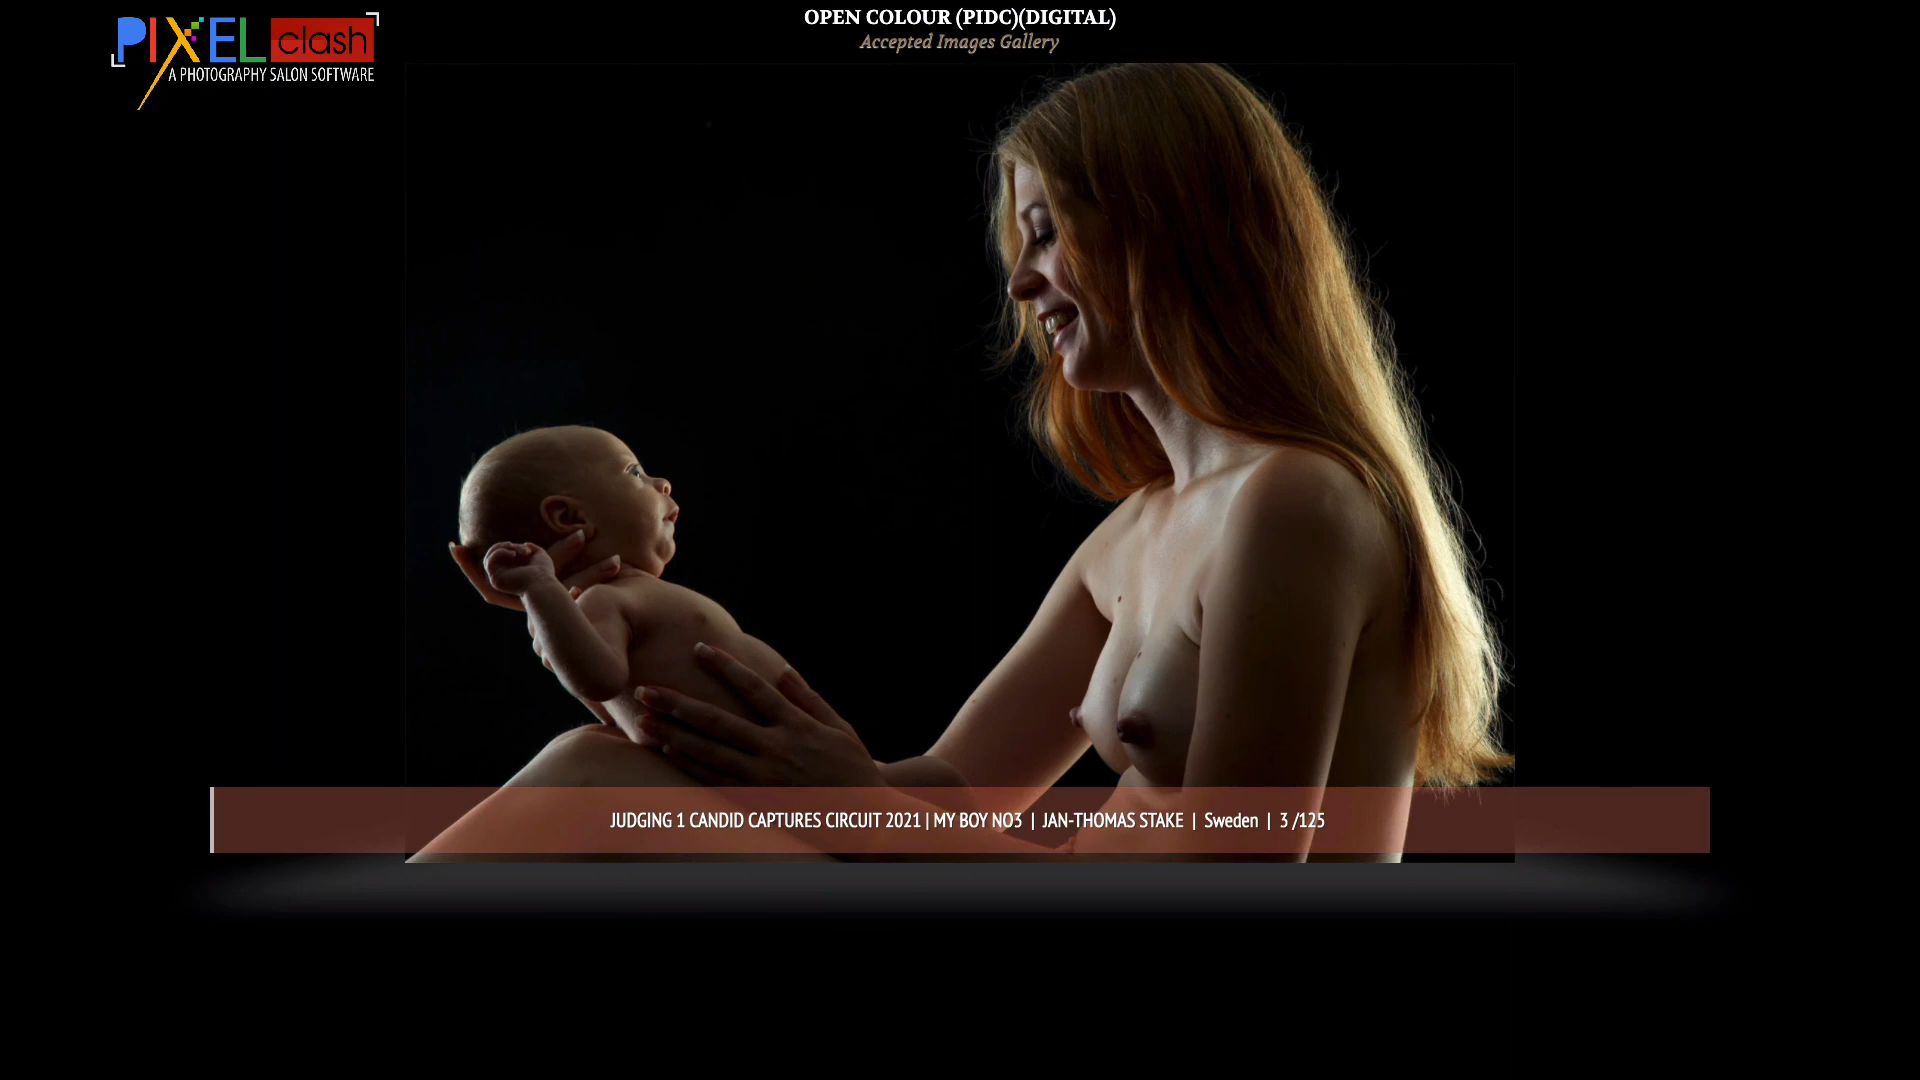 PIXEL clash
A PHOTOGRAPHY SALON SOFTWARE
OPEN COLOUR (PIDC)(DIGITAL)
Accepted Images Gallery
JUDGING 1 CANDID CAPTURES CIRCUIT 2021 | MY BOY NO3 | JAN-THOMAS STAKE | Sweden | 3 /125